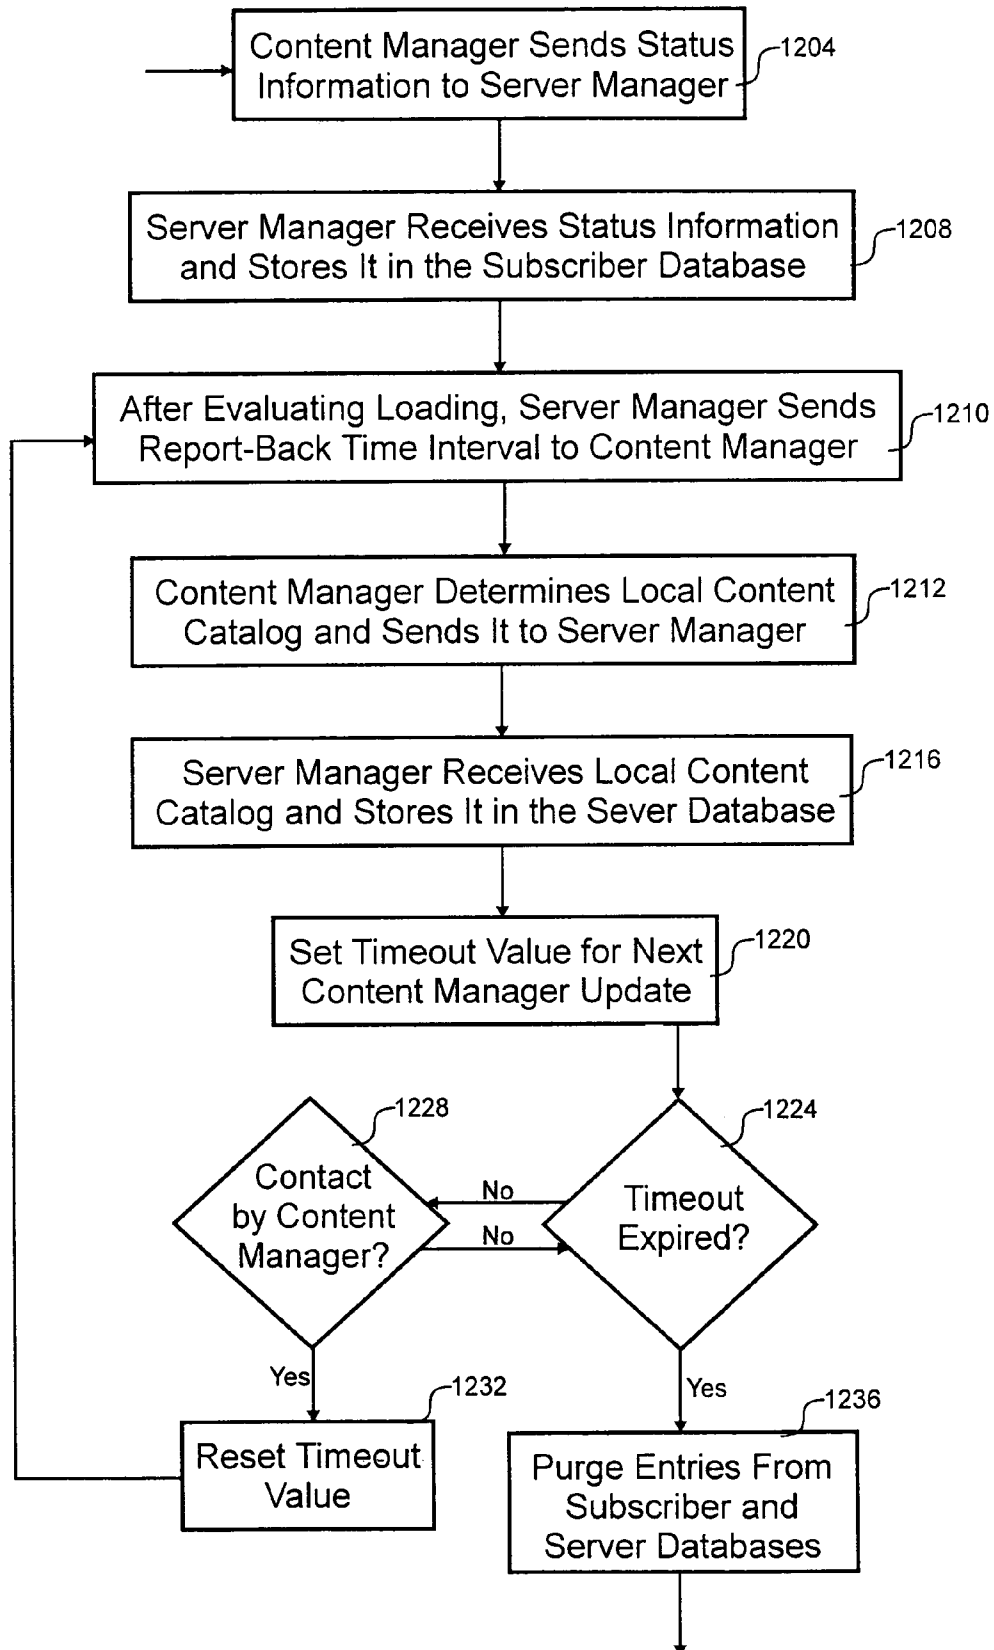 Content Manager Sends Status
Information to Server Manager
1204
Server Manager Receives Status Information
and Stores It in the Subscriber Database
1208
After Evaluating Loading, Server Manager Sends
Report-Back Time Interval to Content Manager
1210
Content Manager Determines Local Content
Catalog and Sends It to Server Manager
1212
Server Manager Receives Local Content
Catalog and Stores It in the Sever Database
1216
Set Timeout Value for Next
Content Manager Update
1220
1228
Contact
by Content
Manager?
No
No
1224
Timeout
Expired?
Yes
1232
Reset Timeout
Value
Yes
1236
Purge Entries From
Subscriber and
Server Databases